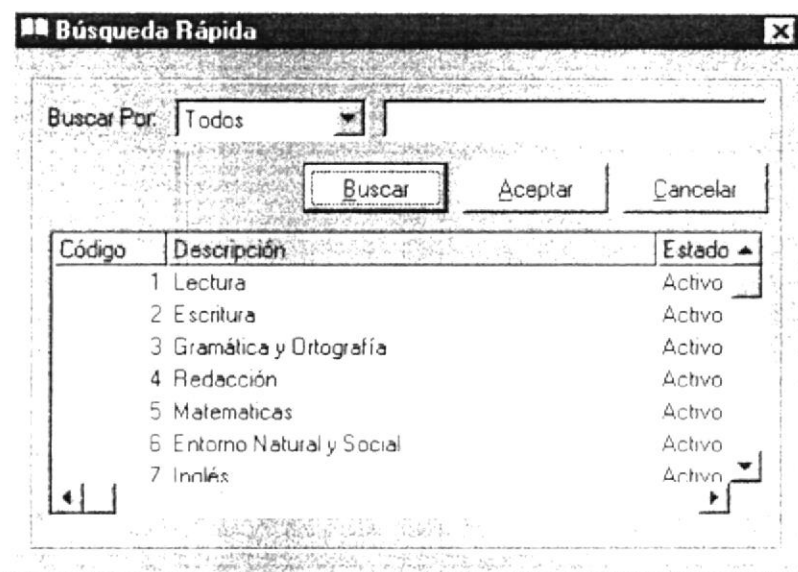 Búsqueda Rápida
Buscar Por: Todos
Buscar Aceptar Cancelar
Código Descripción Estado
1 Lectura Activo
2 Escritura Activo
3 Gramática y Ortografía Activo
4 Redacción Activo
5 Matematicas Activo
6 Entorno Natural y Social Activo
7 Inglés Activo